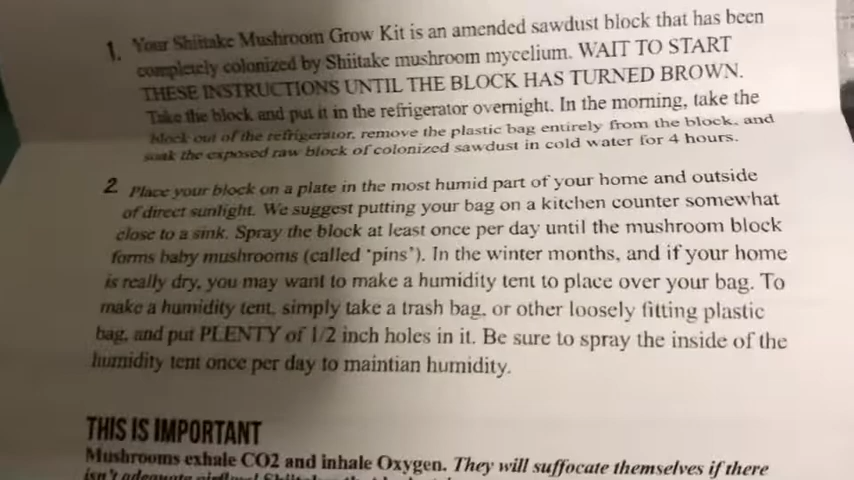 1. Your Shiitake Mushroom Grow Kit is an amended sawdust block that has been
completely colonized by Shiitake mushroom mycelium. WAIT TO START
THESE INSTRUCTIONS UNTIL THE BLOCK HAS TURNED BROWN.
Take the block and put it in the refrigerator overnight. In the morning, take the
block out of the refrigerator, remove the plastic bag entirely from the block, and
soak the exposed raw block of colonized sawdust in cold water for 4 hours.
2 Place your block on a plate in the most humid part of your home and outside
of direct sunlight. We suggest putting your bag on a kitchen counter somewhat
close to a sink. Spray the block at least once per day until the mushroom block
forms baby mushrooms (called "pins"). In the winter months, and if your home
is really dry, you may want to make a humidity tent to place over your bag. To
make a humidity tent, simply take a trash bag, or other loosely fitting plastic
bag, and put PLENTY of 1/2 inch holes in it. Be sure to spray the inside of the
humidity tent once per day to maintian humidity.
THIS IS IMPORTANT
Mushrooms exhale CO2 and inhale Oxygen. They will suffocate themselves if there
isn't adequate